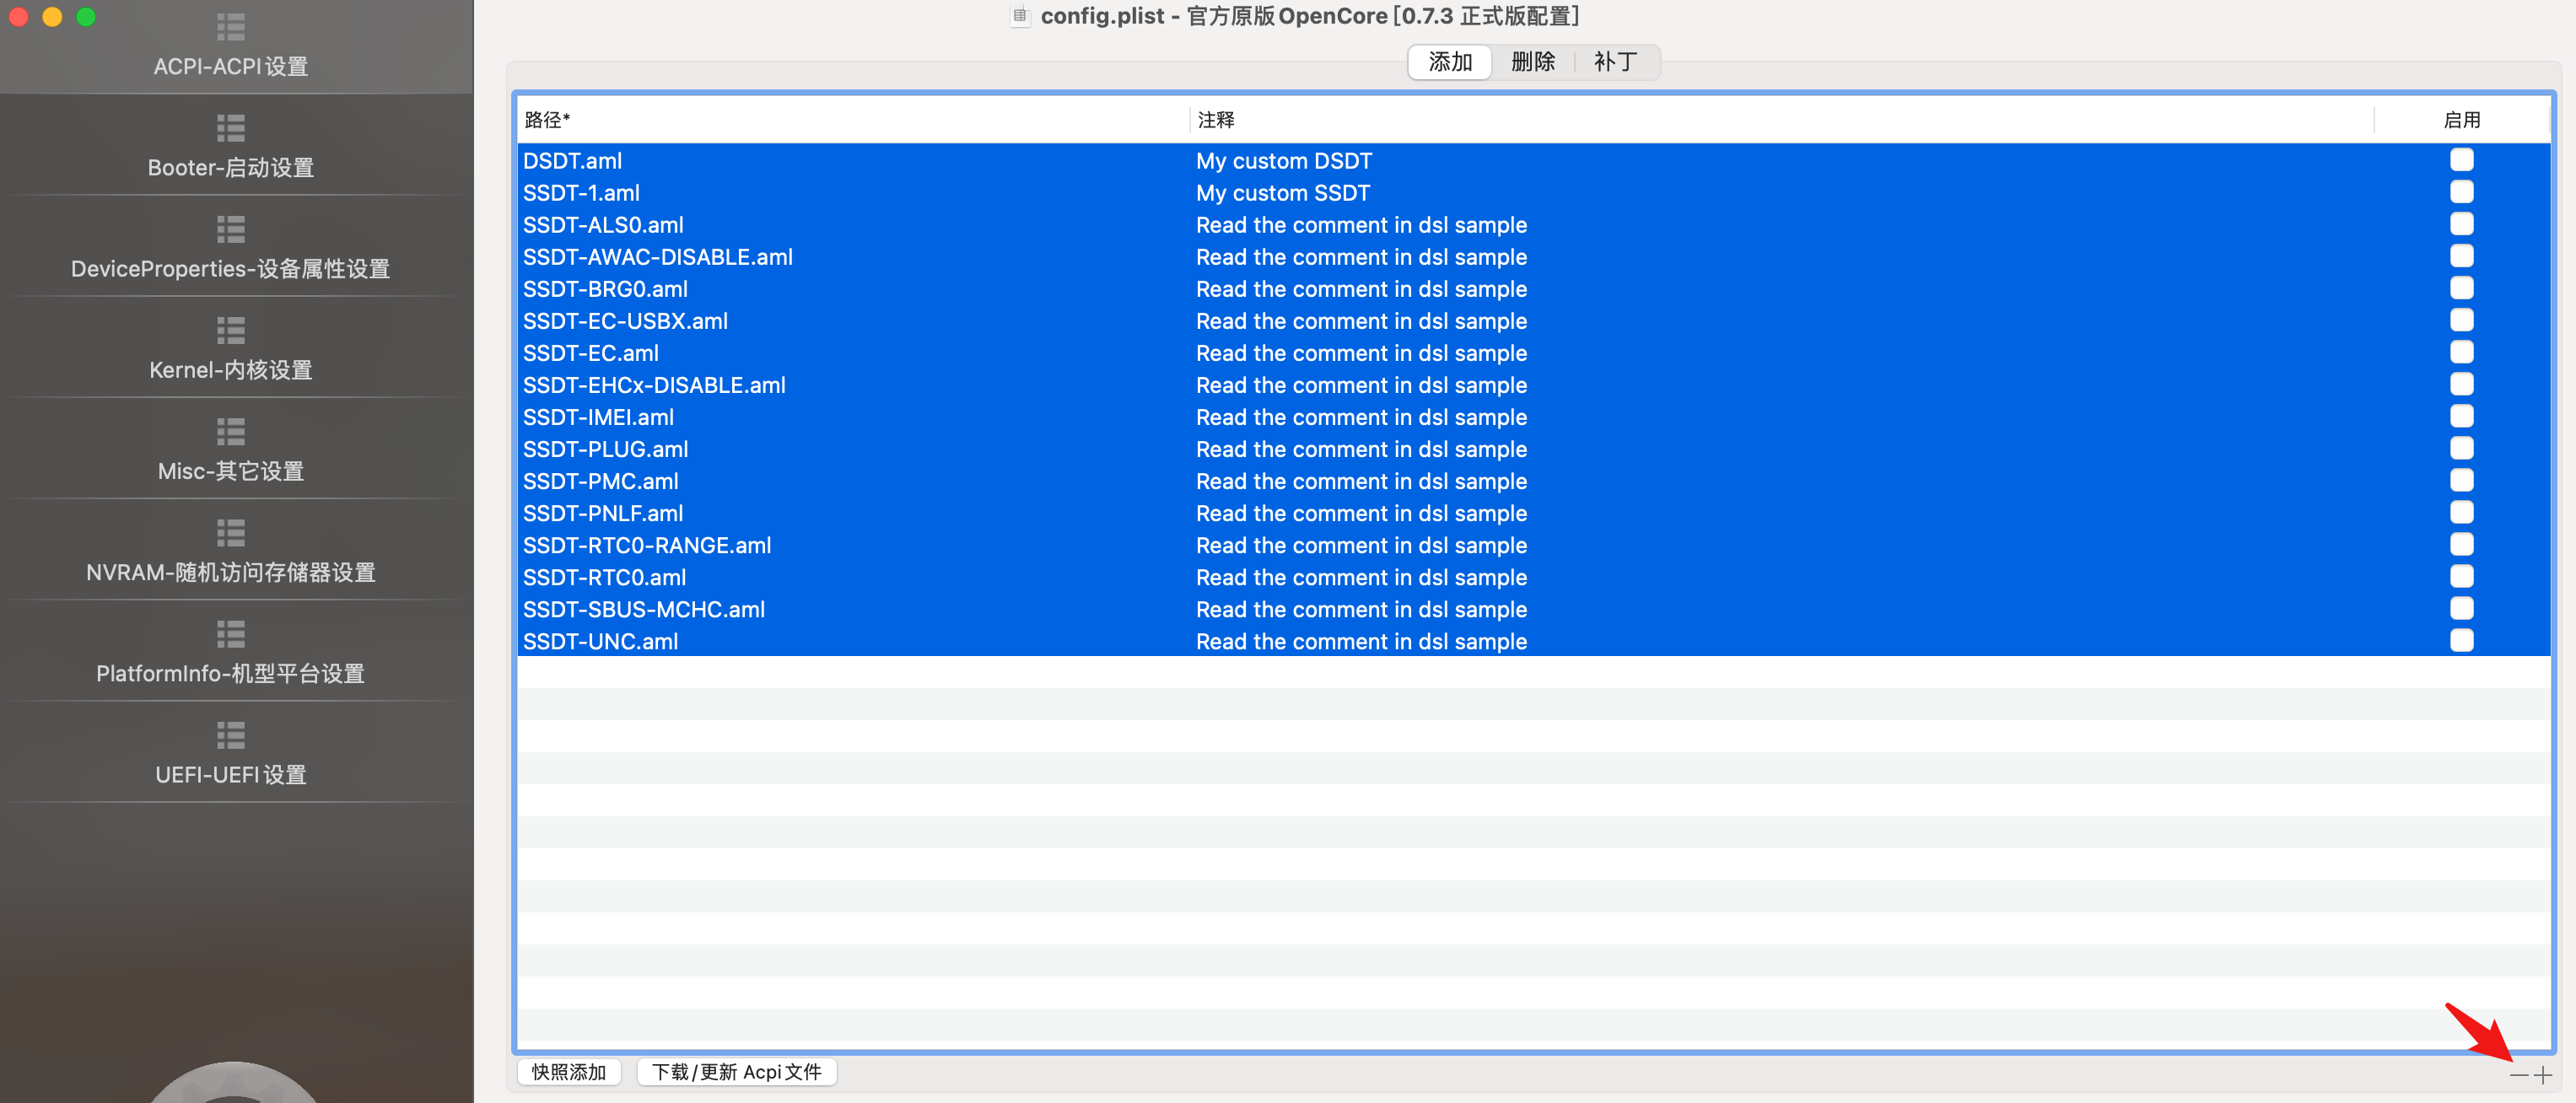 config.plist - 官方原版OpenCore[0.7.3 正式版配置]
ACPI-ACPI设置
Booter-启动设置
DeviceProperties-设备属性设置
Kernel-内核设置
Misc-其它设置
NVRAM-随机访问存储器设置
PlatformInfo-机型平台设置
UEFI-UEFI设置
添加 删除 补丁
路径* 注释 启用
DSDT.aml My custom DSDT
SSDT-1.aml My custom SSDT
SSDT-ALS0.aml Read the comment in dsl sample
SSDT-AWAC-DISABLE.aml Read the comment in dsl sample
SSDT-BRG0.aml Read the comment in dsl sample
SSDT-EC-USBX.aml Read the comment in dsl sample
SSDT-EC.aml Read the comment in dsl sample
SSDT-EHCx-DISABLE.aml Read the comment in dsl sample
SSDT-IMEI.aml Read the comment in dsl sample
SSDT-PLUG.aml Read the comment in dsl sample
SSDT-PMC.aml Read the comment in dsl sample
SSDT-PNLF.aml Read the comment in dsl sample
SSDT-RTC0-RANGE.aml Read the comment in dsl sample
SSDT-RTC0.aml Read the comment in dsl sample
SSDT-SBUS-MCHC.aml Read the comment in dsl sample
SSDT-UNC.aml Read the comment in dsl sample
快照添加 下载/更新 Acpi文件